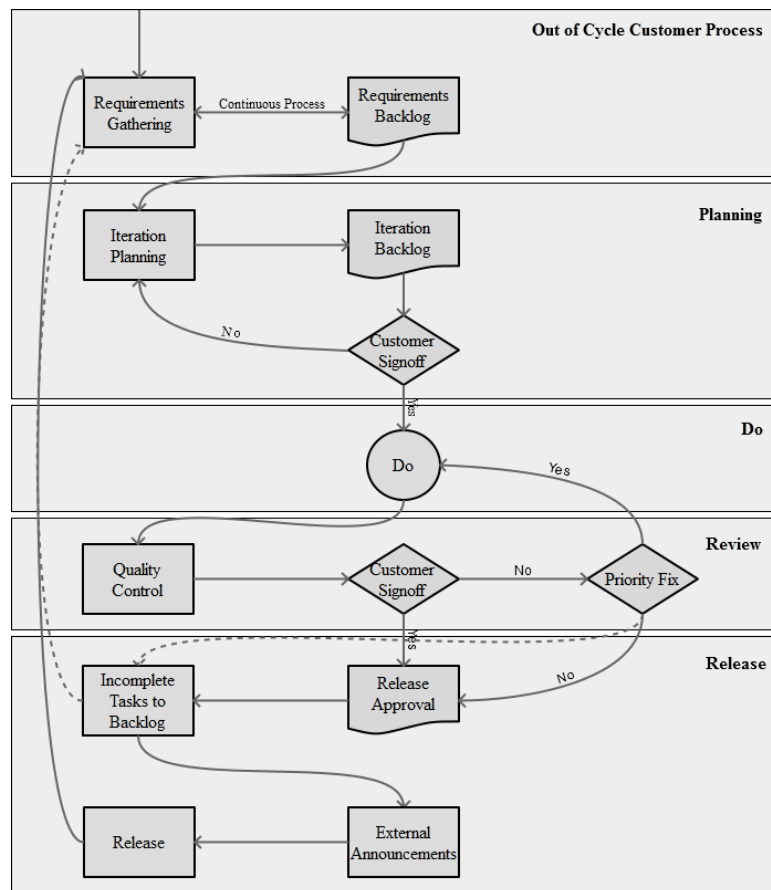 Out of Cycle Customer Process
Requirements
Gathering
Continuous Process
Requirements
Backlog
Planning
Iteration
Planning
Iteration
Backlog
No
Customer
Signoff
Yes
Do
Do
Yes
Review
Quality
Control
Customer
Signoff
No
Priority Fix
Yes
Release
Incomplete
Tasks to
Backlog
Release
Approval
No
Release
External
Announcements